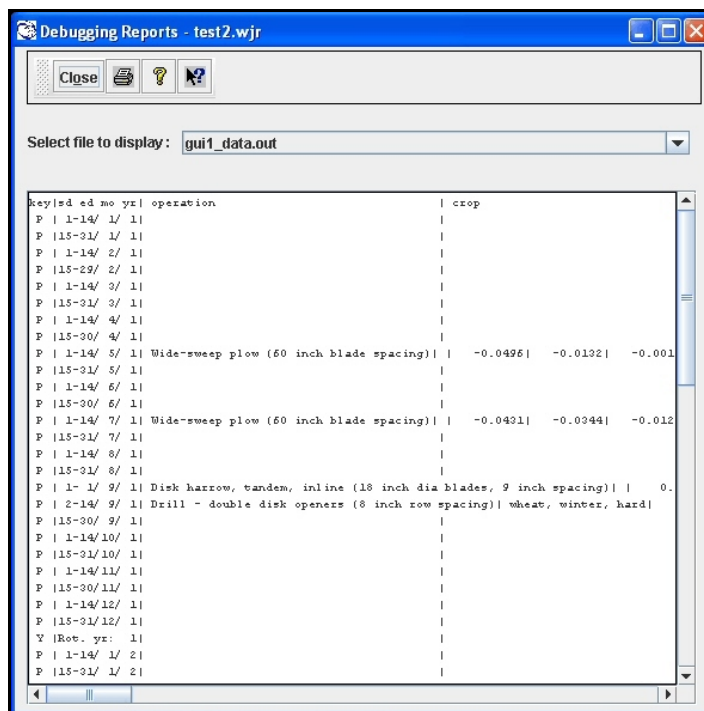 Debugging Reports - test2.wjr
Close
Select file to display: gui1_data.out
key|sd ed mo yr| operation | crop
P | 1-14/ 1/ 1| |
P |15-31/ 1/ 1| |
P | 1-14/ 2/ 1| |
P |15-29/ 2/ 1| |
P | 1-14/ 3/ 1| |
P |15-31/ 3/ 1| |
P | 1-14/ 4/ 1| |
P |15-30/ 4/ 1| |
P | 1-14/ 5/ 1| Wide-sweep plow (60 inch blade spacing)| | -0.0496| -0.0132| -0.001
P |15-31/ 5/ 1| |
P | 1-14/ 6/ 1| |
P |15-30/ 6/ 1| |
P | 1-14/ 7/ 1| Wide-sweep plow (60 inch blade spacing)| | -0.0431| -0.0344| -0.012
P |15-31/ 7/ 1| |
P | 1-14/ 8/ 1| |
P |15-31/ 8/ 1| |
P | 1- 1/ 9/ 1| Disk harrow, tandem, inline (18 inch dia blades, 9 inch spacing)| | 0.
P | 2-14/ 9/ 1| Drill - double disk openers (8 inch row spacing)| wheat, winter, hard|
P |15-30/ 9/ 1| |
P | 1-14/10/ 1| |
P |15-31/10/ 1| |
P | 1-14/11/ 1| |
P |15-30/11/ 1| |
P | 1-14/12/ 1| |
P |15-31/12/ 1| |
Y |Rot. yr: 1| |
P | 1-14/ 1/ 2| |
P |15-31/ 1/ 2| |